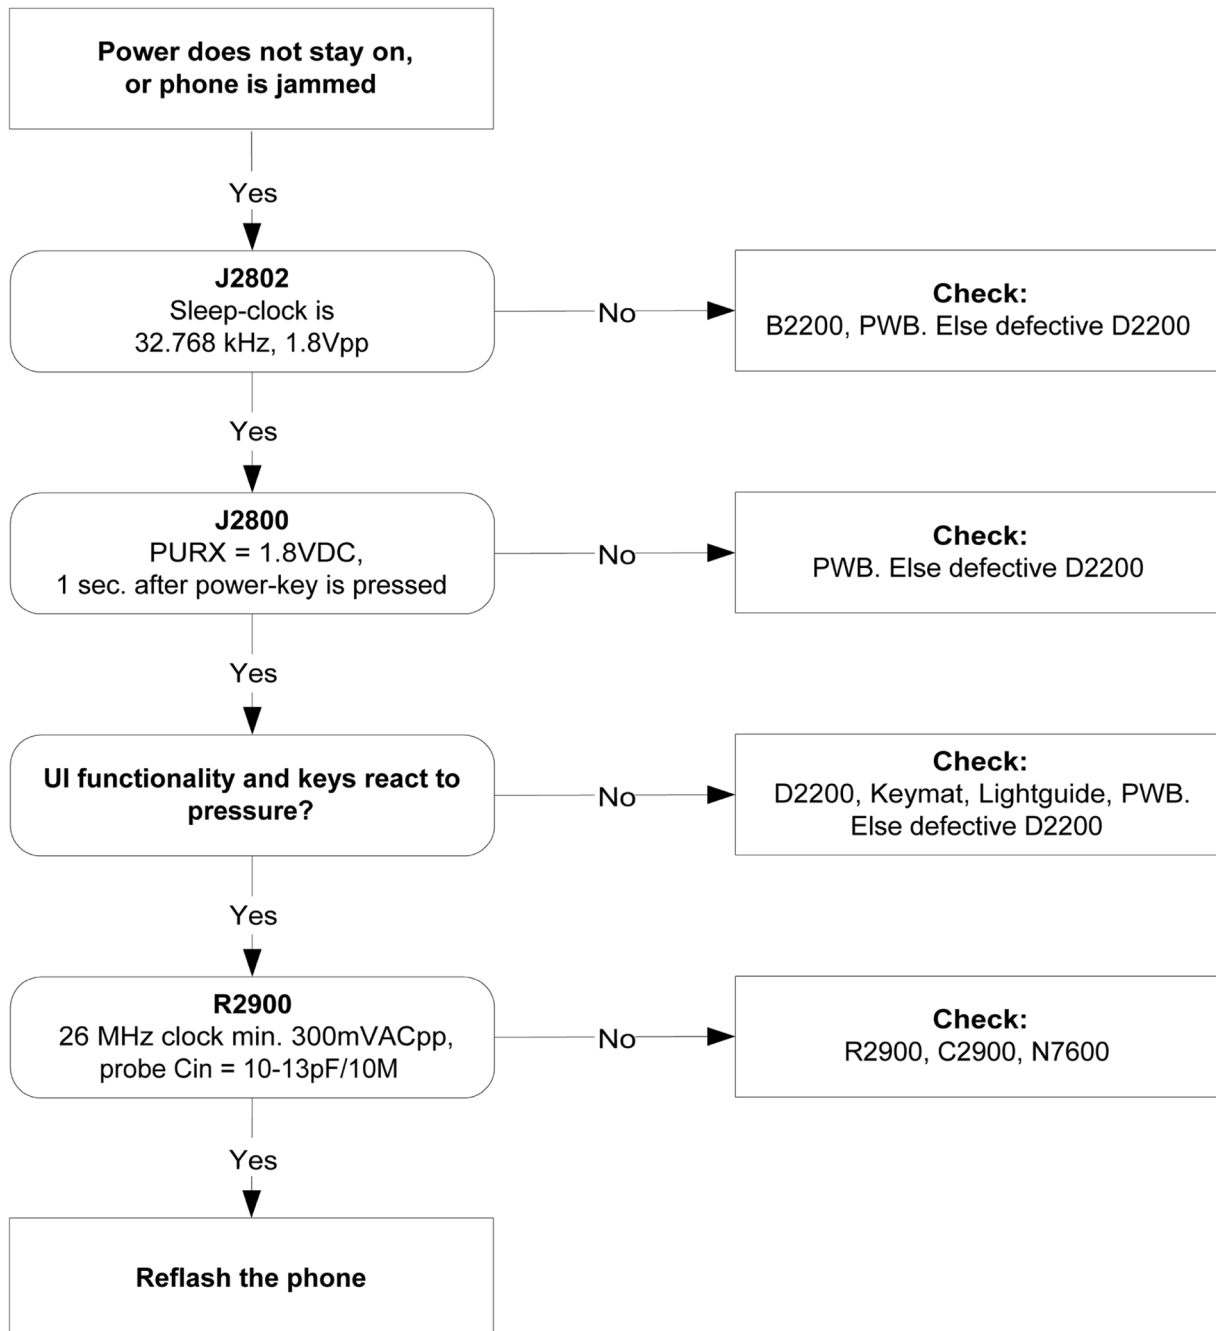 Power does not stay on,
or phone is jammed
Yes
J2802
Sleep-clock is
32.768 kHz, 1.8Vpp
No
Check:
B2200, PWB. Else defective D2200
Yes
J2800
PURX = 1.8VDC,
1 sec. after power-key is pressed
No
Check:
PWB. Else defective D2200
Yes
UI functionality and keys react to
pressure?
No
Check:
D2200, Keymat, Lightguide, PWB.
Else defective D2200
Yes
R2900
26 MHz clock min. 300mVACpp,
probe Cin = 10-13pF/10M
No
Check:
R2900, C2900, N7600
Yes
Reflash the phone